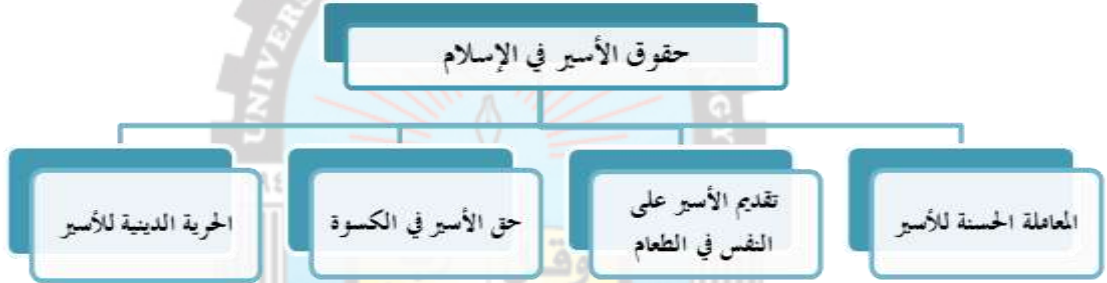 حقوق الأسير في الإسلام
المعاملة الحسنة للأسير
تقديم الأسير على
النفس في الطعام
حق الأسير في الكسوة
الحرية الدينية للأسير